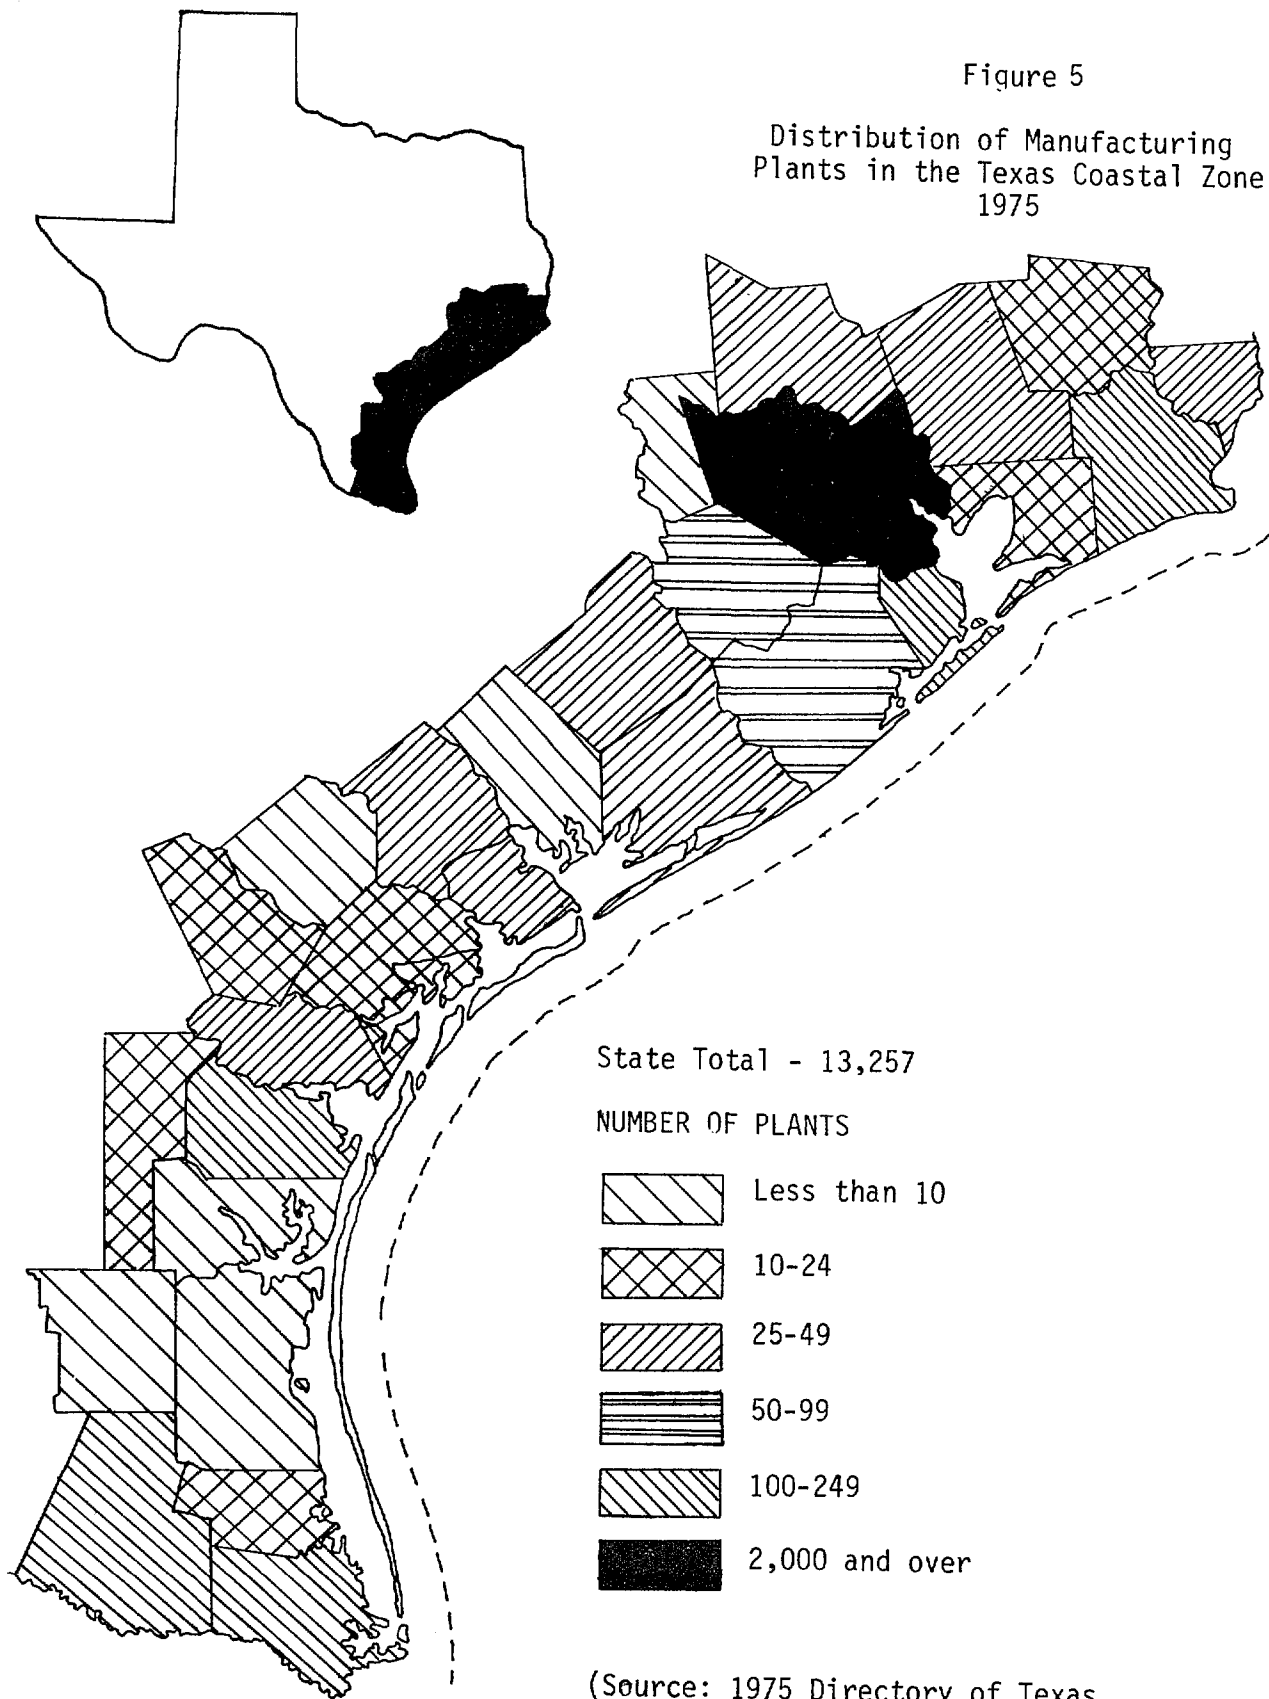 Figure 5
Distribution of Manufacturing
Plants in the Texas Coastal Zone
1975
State Total - 13,257
NUMBER OF PLANTS
Less than 10
10-24
25-49
50-99
100-249
2,000 and over
(Source: 1975 Directory of Texas